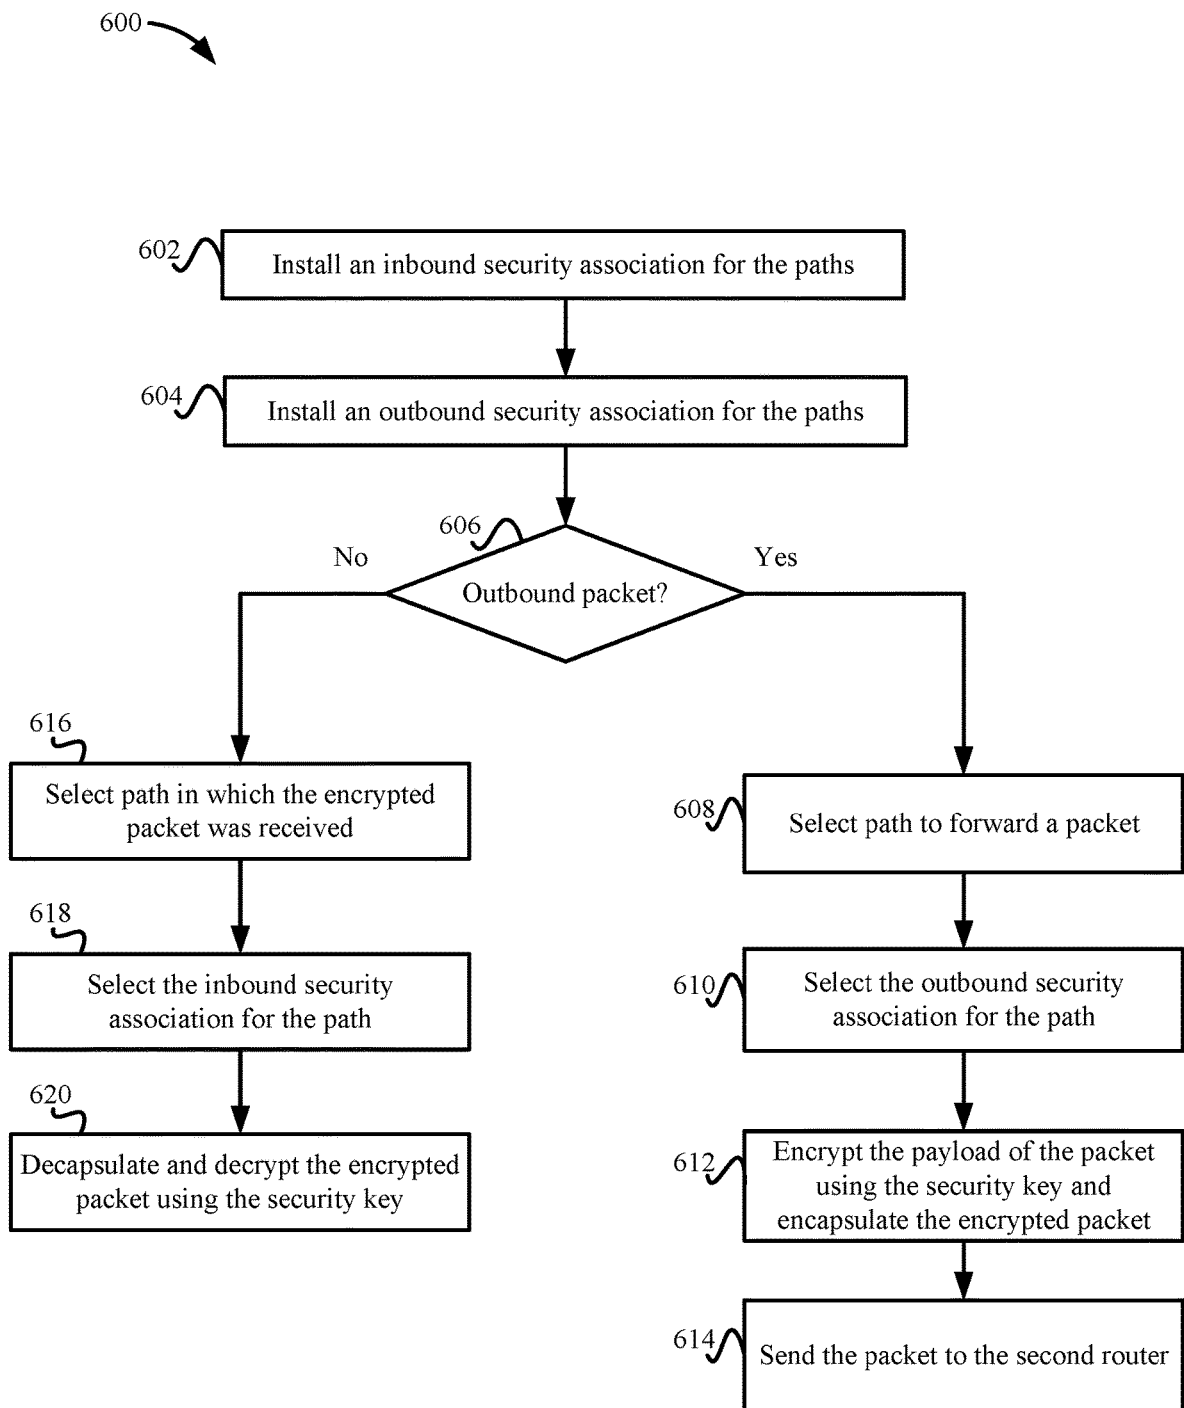 600
602
Install an inbound security association for the paths
604
Install an outbound security association for the paths
606
No
Yes
Outbound packet?
616
Select path in which the encrypted
packet was received
608
Select path to forward a packet
618
Select the inbound security
association for the path
610
Select the outbound security
association for the path
620
Decapsulate and decrypt the encrypted
packet using the security key
612
Encrypt the payload of the packet
using the security key and
encapsulate the encrypted packet
614
Send the packet to the second router